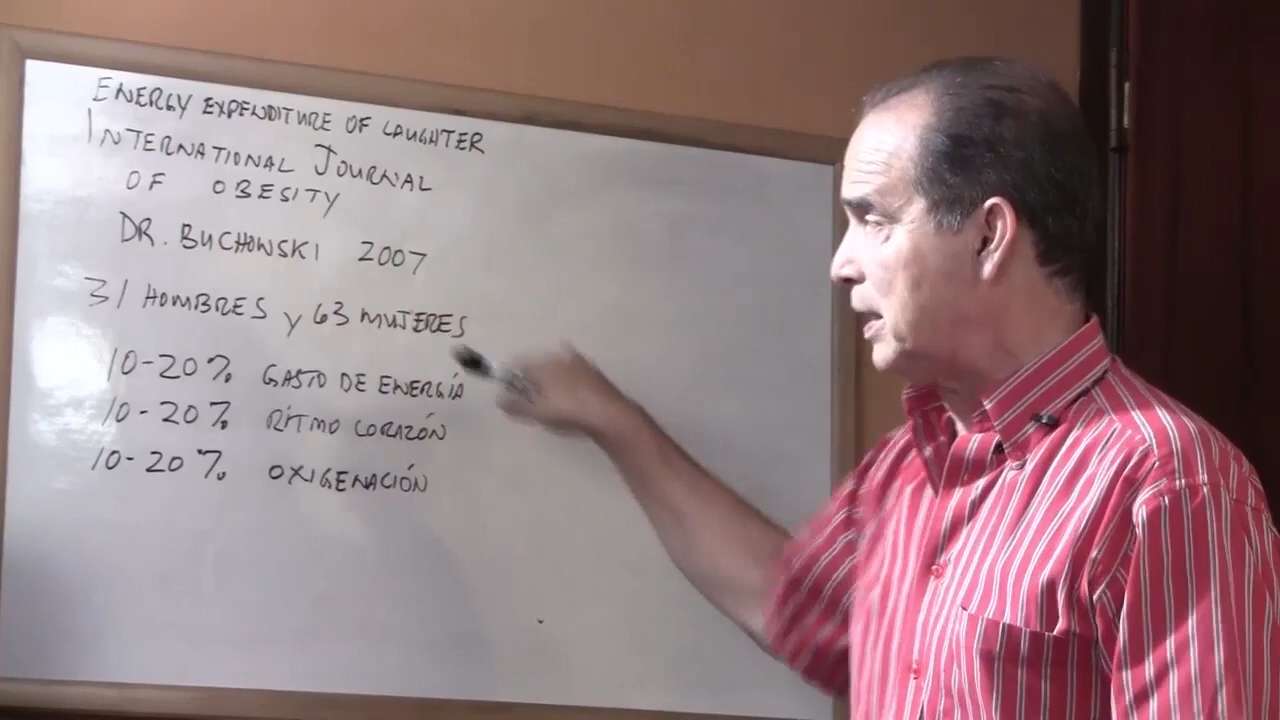 ENERGY EXPENDITURE OF LAUGHTER
INTERNATIONAL JOURNAL
OF OBESITY
DR. BUCHOWSKI 2007
31 HOMBRES y 63 MUJERES
10-20% GASTO DE ENERGÍA
10-20% RITMO CORAZÓN
10-20% OXIGENACIÓN